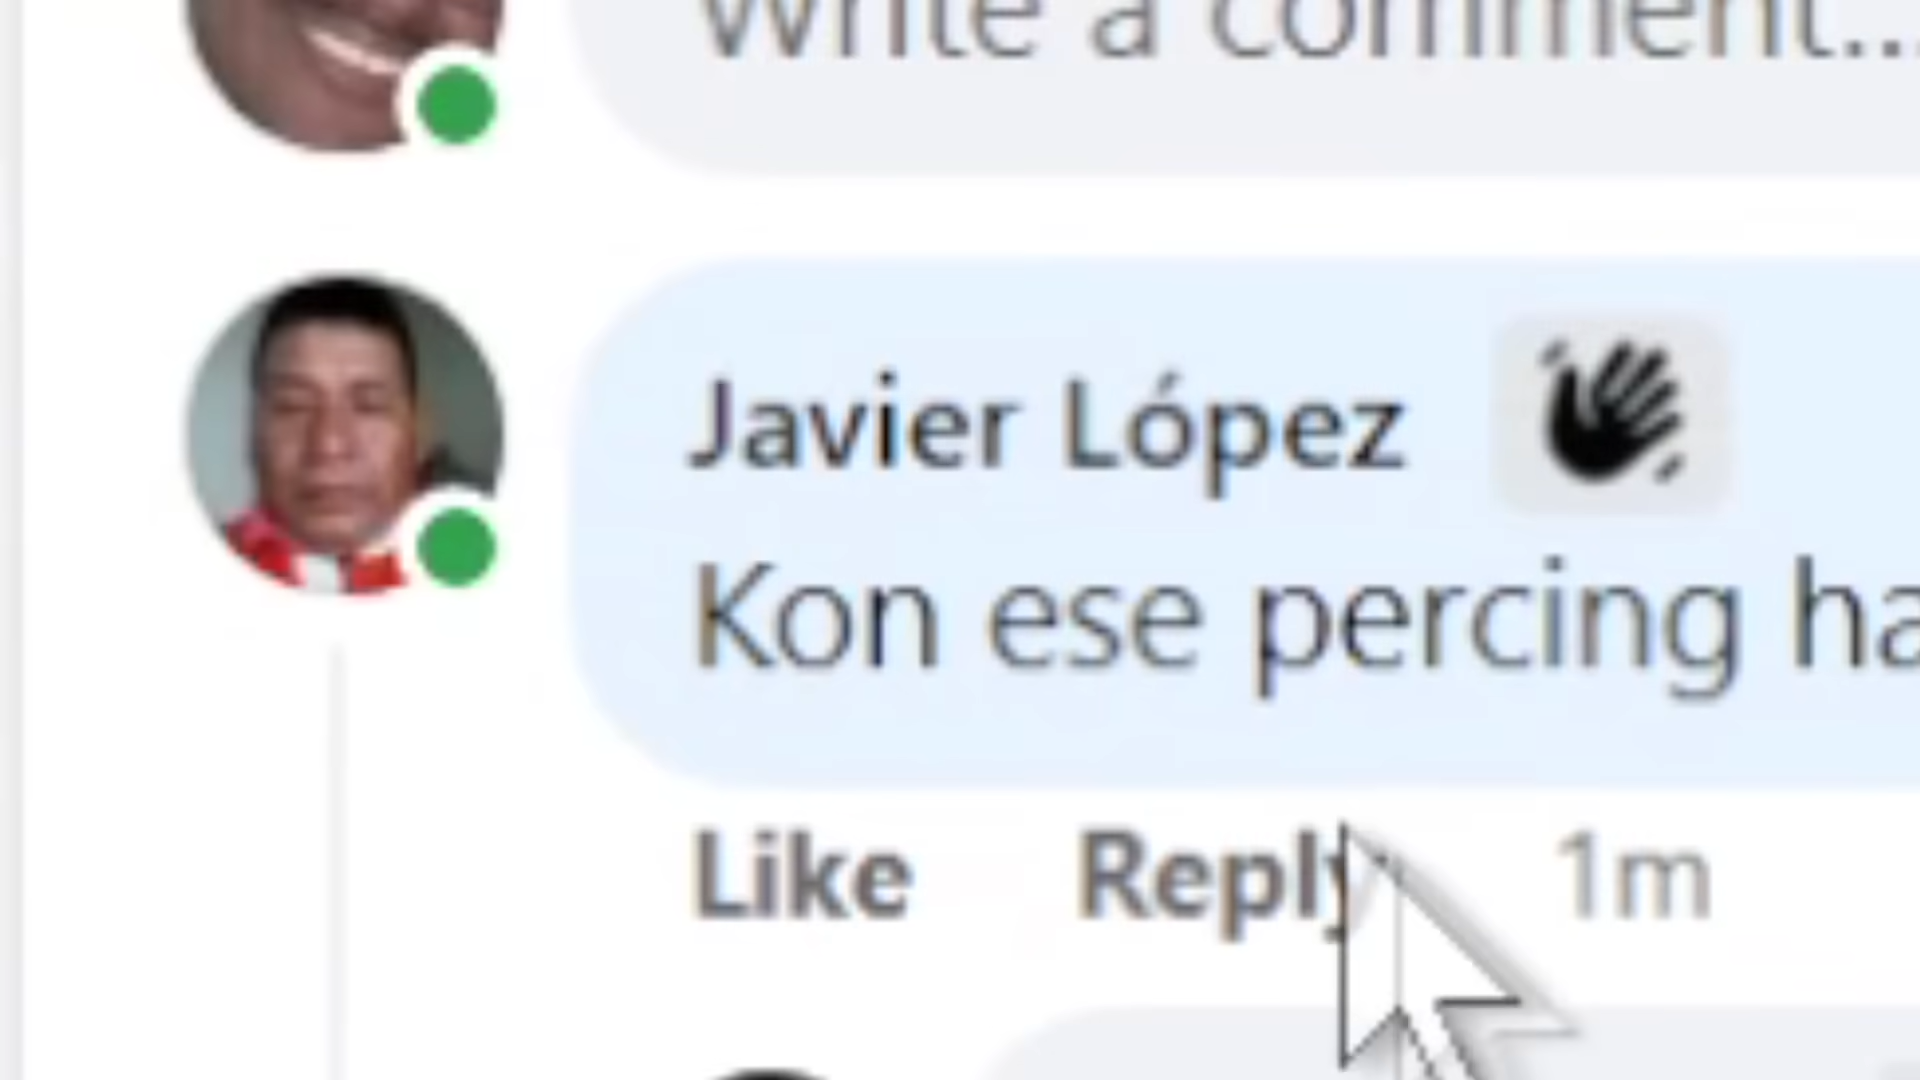 Write a comment...
Javier López
Kon ese percing ha
Like Reply 1m